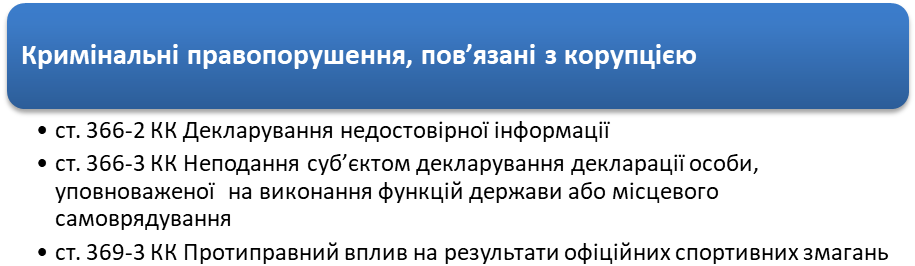 Кримінальні правопорушення, пов’язані з корупцією
• ст. 366-2 КК Декларування недостовірної інформації
• ст. 366-3 КК Неподання суб’єктом декларування декларації особи,
уповноваженої на виконання функцій держави або місцевого
самоврядування
• ст. 369-3 КК Протиправний вплив на результати офіційних спортивних змагань